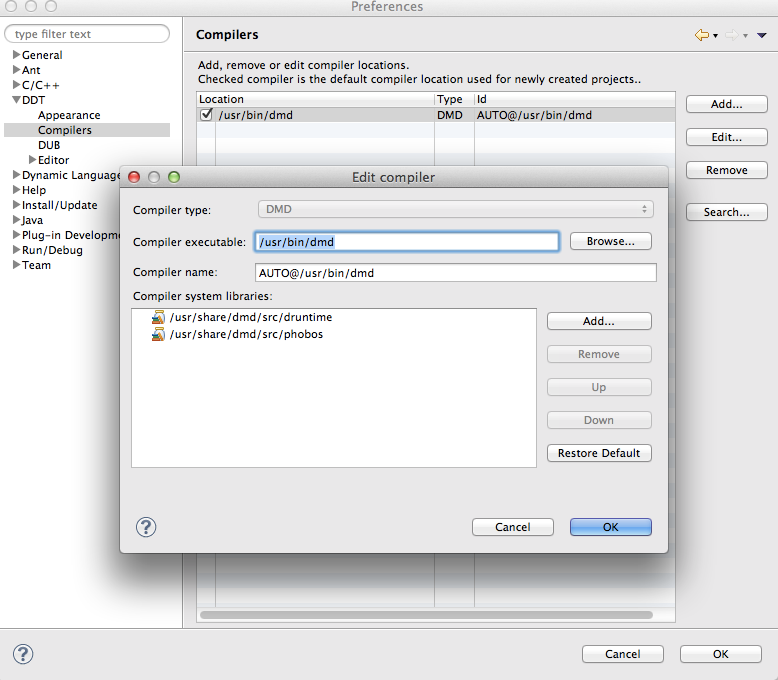 Preferences
type filter text
General
Ant
C/C++
DDT
Appearance
Compilers
DUB
Editor
Dynamic Language
Help
Install/Update
Java
Plug-in Developme
Run/Debug
Team
Compilers
Add, remove or edit compiler locations.
Checked compiler is the default compiler location used for newly created projects..
Location Type Id
/usr/bin/dmd DMD AUTO@/usr/bin/dmd
Add...
Edit...
Remove
Search...
Edit compiler
Compiler type: DMD
Compiler executable: /usr/bin/dmd Browse...
Compiler name: AUTO@/usr/bin/dmd
Compiler system libraries:
/usr/share/dmd/src/druntime
/usr/share/dmd/src/phobos
Add...
Remove
Up
Down
Restore Default
? Cancel OK
? Cancel OK